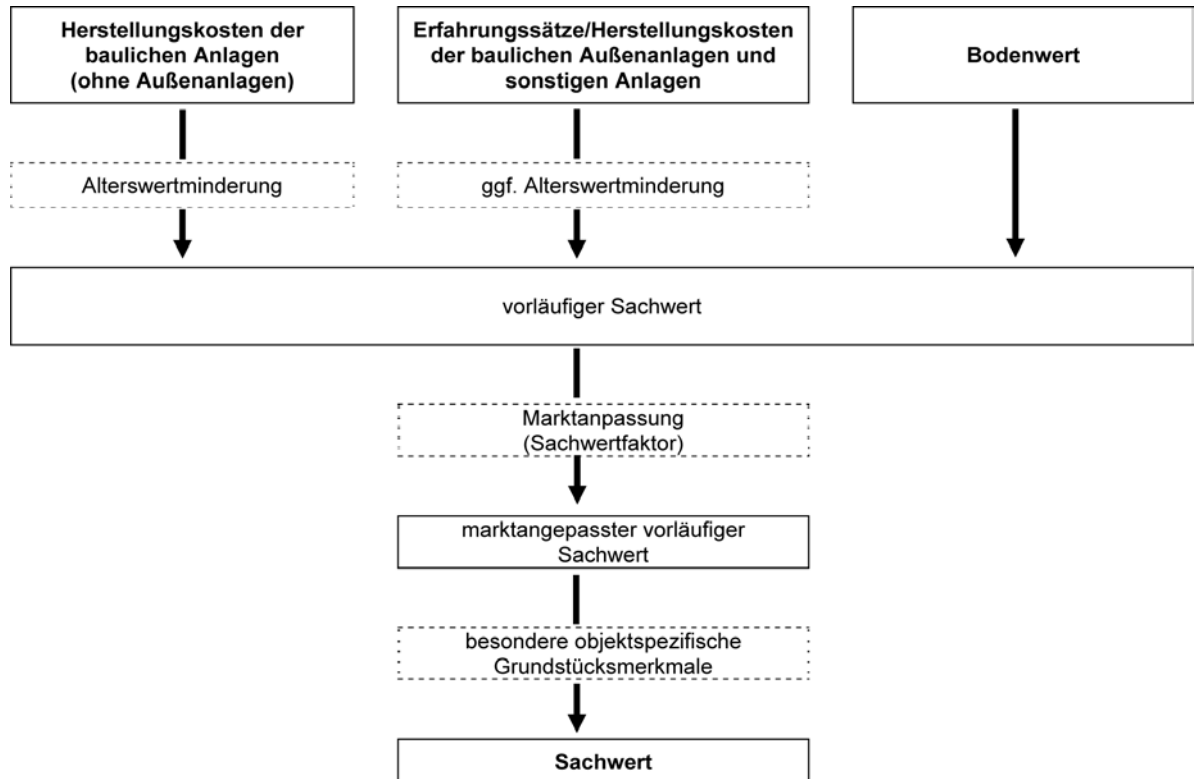 Herstellungskosten der
baulichen Anlagen
(ohne Außenanlagen)
Erfahrungssätze/Herstellungskosten
der baulichen Außenanlagen und
sonstigen Anlagen
Bodenwert
Alterswertminderung
ggf. Alterswertminderung
vorläufiger Sachwert
Marktanpassung
(Sachwertfaktor)
marktangepasster vorläufiger
Sachwert
besondere objektspezifische
Grundstücksmerkmale
Sachwert